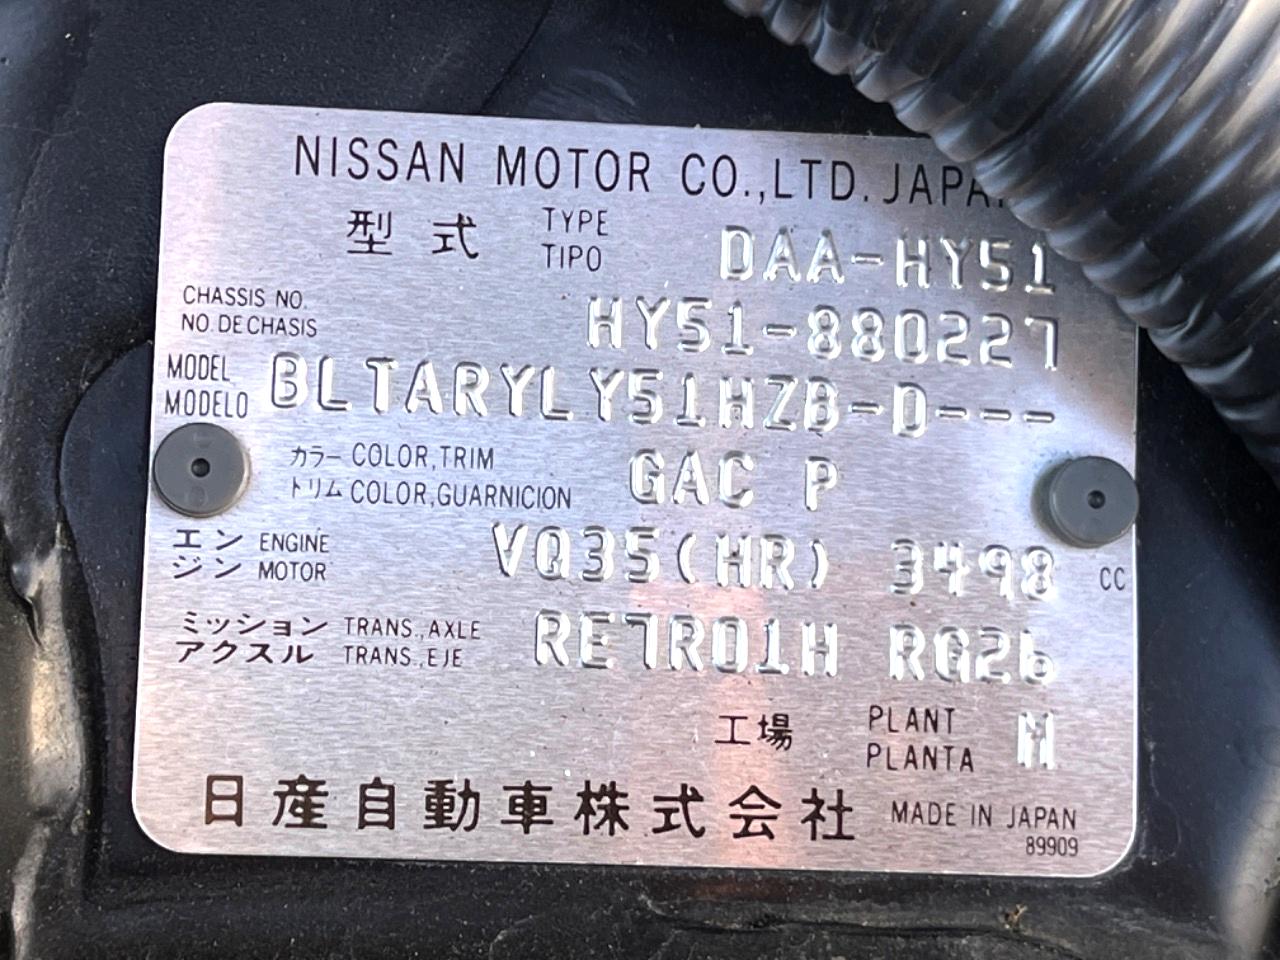 NISSAN MOTOR CO.,LTD. JAPA
型式 TYPE TIPO DAA-HY51
CHASSIS NO. NO. DE CHASIS HY51-880227
MODEL MODELO BLTARYLY51HZB-D---
カラー COLOR,TRIM GAC P
トリム COLOR,GUARNICION
エンジン ENGINE MOTOR VQ35(HR) 3498 CC
ミッション TRANS.,AXLE RE7R01H RG26
アクスル TRANS.,EJE
工場 PLANT PLANTA M
日産自動車株式会社 MADE IN JAPAN
89909